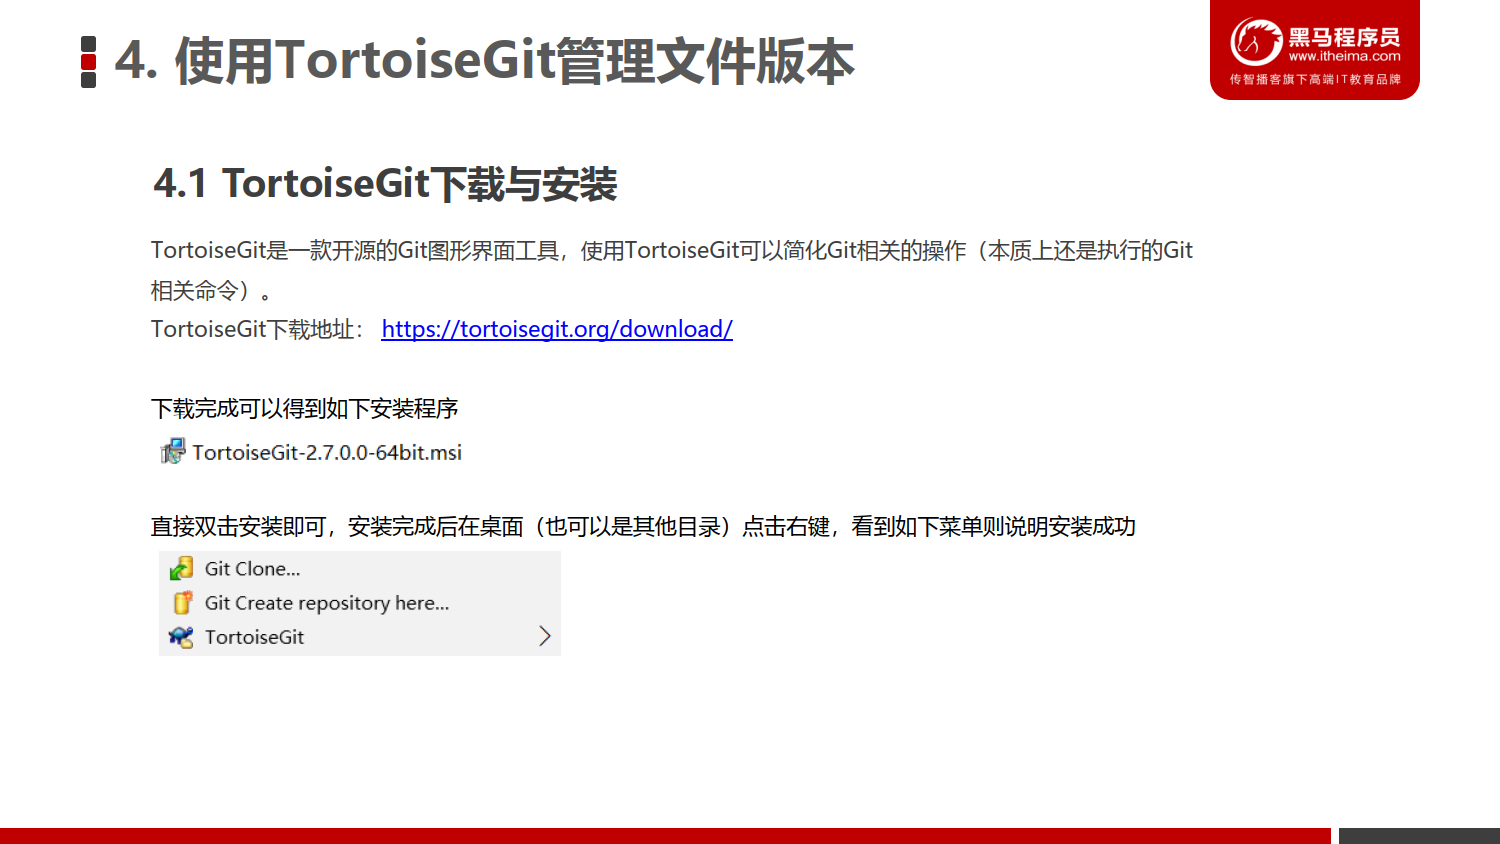 4. 使用TortoiseGit管理文件版本
黑马程序员
www.itheima.com
传智播客旗下高端IT教育品牌
4.1 TortoiseGit下载与安装
TortoiseGit是一款开源的Git图形界面工具，使用TortoiseGit可以简化Git相关的操作（本质上还是执行的Git
相关命令）。
TortoiseGit下载地址： https://tortoisegit.org/download/
下载完成可以得到如下安装程序
TortoiseGit-2.7.0.0-64bit.msi
直接双击安装即可，安装完成后在桌面（也可以是其他目录）点击右键，看到如下菜单则说明安装成功
Git Clone...
Git Create repository here...
TortoiseGit